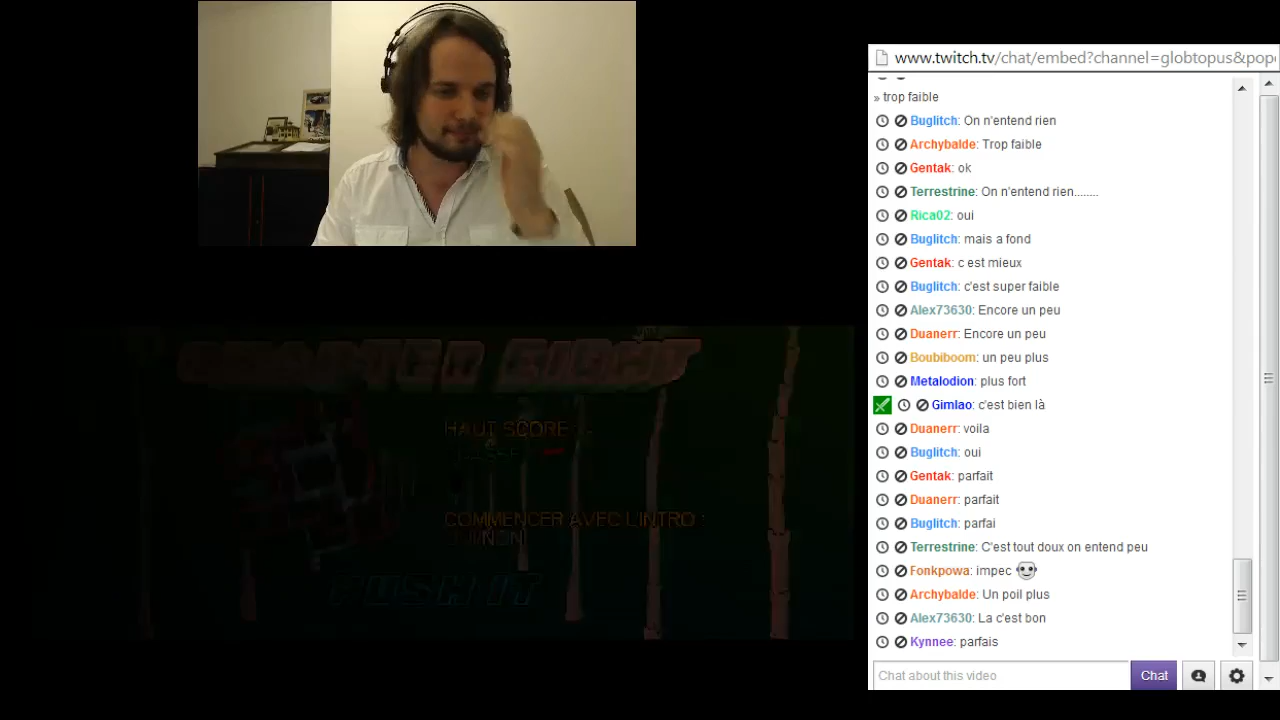 www.twitch.tv/chat/embed?channel=globtopus&pop
» trop faible
Buglitch: On n'entend rien
Archybalde: Trop faible
Gentak: ok
Terrestrine: On n'entend rien........
Rica02: oui
Buglitch: mais a fond
Gentak: c est mieux
Buglitch: c'est super faible
Alex73630: Encore un peu
Duanerr: Encore un peu
Boubiboom: un peu plus
Metalodion: plus fort
Gimlao: c'est bien là
Duanerr: voila
Buglitch: oui
Gentak: parfait
Duanerr: parfait
Buglitch: parfai
Terrestrine: C'est tout doux on entend peu
Fonkpowa: impec
Archybalde: Un poil plus
Alex73630: La c'est bon
Kynnee: parfais
Chat about this video
Chat
HAUT SCORE :
COMMENCER AVEC L'INTRO :
PUSH IT